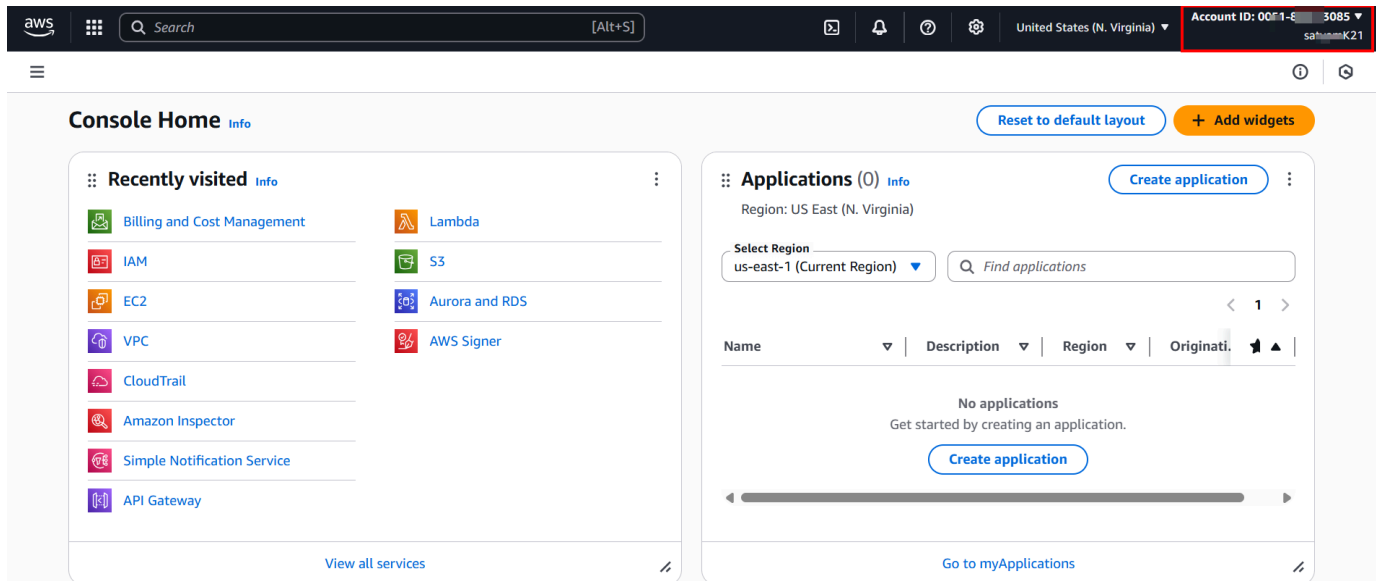 aws
Search [Alt+S]
United States (N. Virginia)
Account ID:
Console Home Info
Reset to default layout
+ Add widgets
Recently visited Info
Billing and Cost Management
IAM
EC2
VPC
CloudTrail
Amazon Inspector
Simple Notification Service
API Gateway
Lambda
S3
Aurora and RDS
AWS Signer
View all services
Applications (0) Info
Create application
Region: US East (N. Virginia)
Select Region
us-east-1 (Current Region)
Find applications
1
Name Description Region Originati.
No applications
Get started by creating an application.
Create application
Go to myApplications